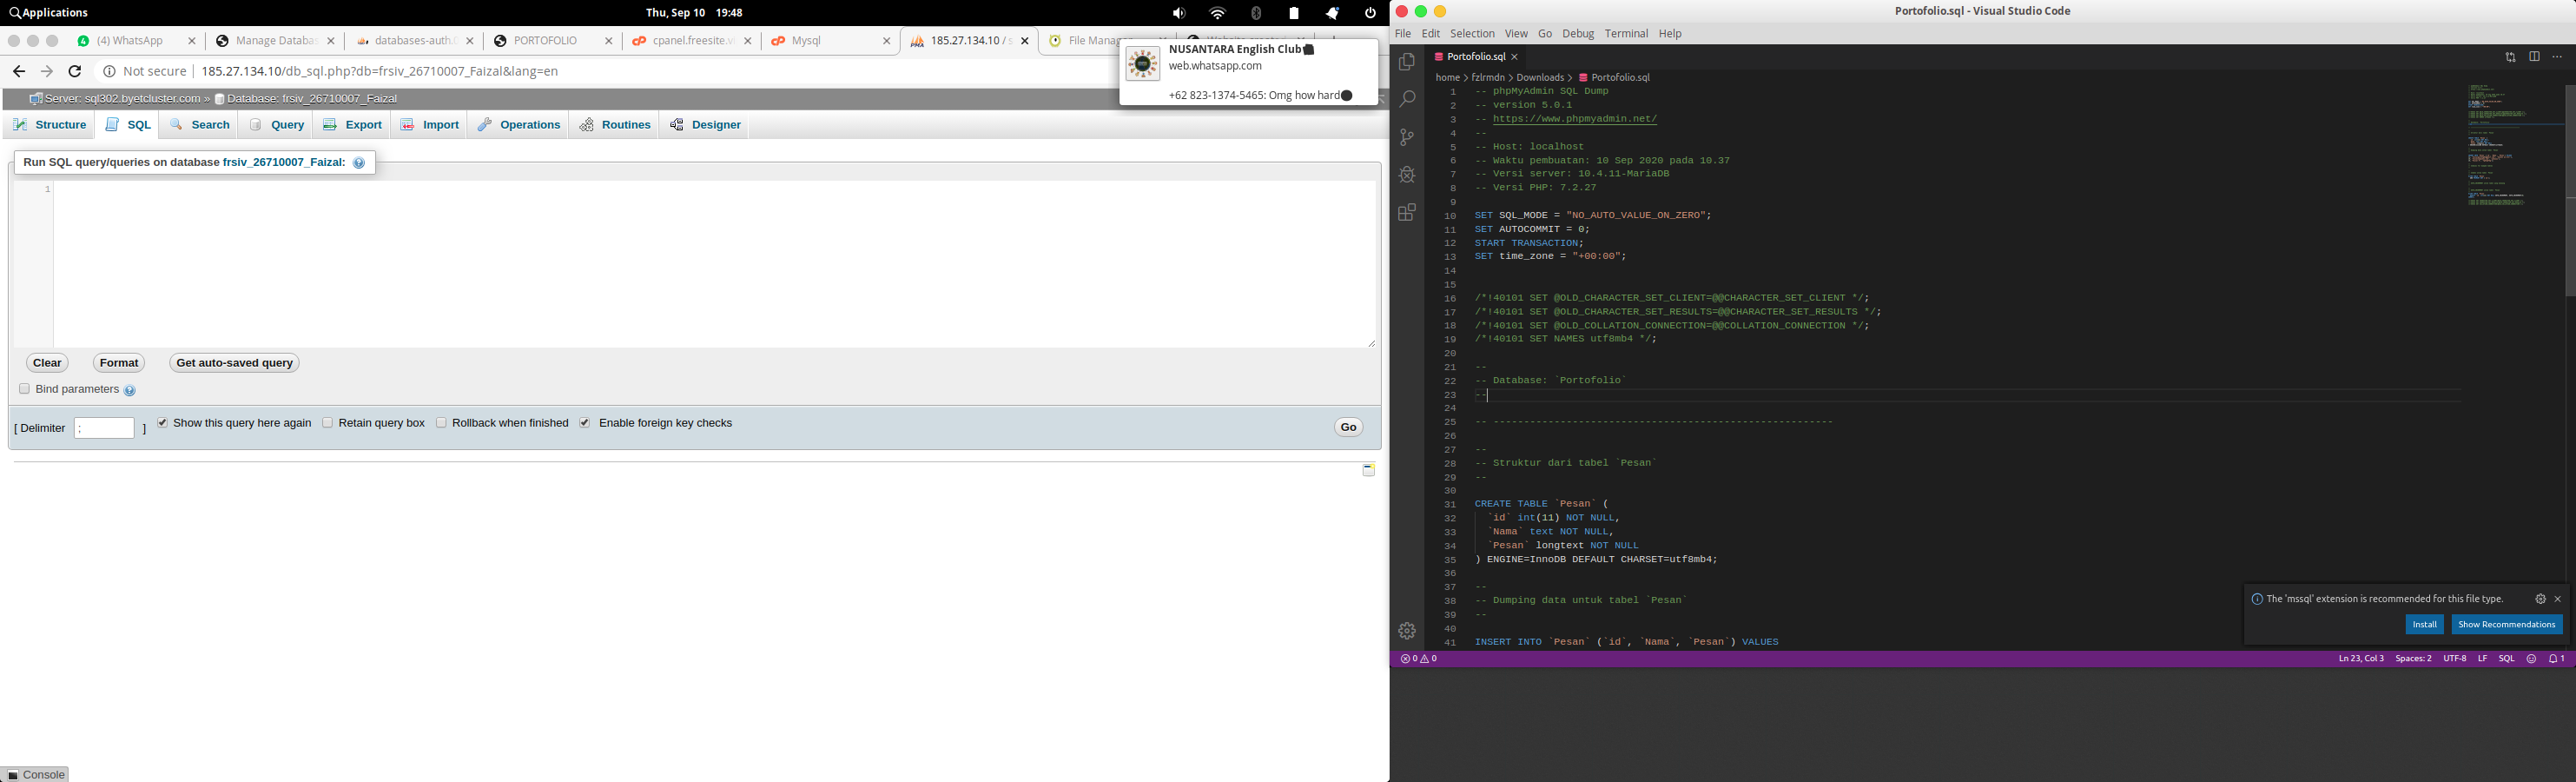 Applications
Thu, Sep 10 19:48
(4) WhatsApp
Manage Databa
databases-auth.
PORTOFOLIO
cpanel.freesite.v
Mysql
185.27.134.10 / s
File Manag
Not secure
185.27.134.10/db_sql.php?db=frsiv_26710007_Faizal&lang=en
NUSANTARA English Club
web.whatsapp.com
+62 823-1374-5465: Omg how hard
Server: sql302.byetcluster.com » Database: frsiv_26710007_Faizal
Structure
SQL
Search
Query
Export
Import
Operations
Routines
Designer
Run SQL query/queries on database frsiv_26710007_Faizal:
1
Clear
Format
Get auto-saved query
Bind parameters
[ Delimiter ; ]
Show this query here again
Retain query box
Rollback when finished
Enable foreign key checks
Go
Console
Portofolio.sql - Visual Studio Code
File Edit Selection View Go Debug Terminal Help
Portofolio.sql
home > fzlrmdn > Downloads > Portofolio.sql
1 -- phpMyAdmin SQL Dump
2 -- version 5.0.1
3 -- https://www.phpmyadmin.net/
4 --
5 -- Host: localhost
6 -- Waktu pembuatan: 10 Sep 2020 pada 10.37
7 -- Versi server: 10.4.11-MariaDB
8 -- Versi PHP: 7.2.27
9
10 SET SQL_MODE = "NO_AUTO_VALUE_ON_ZERO";
11 SET AUTOCOMMIT = 0;
12 START TRANSACTION;
13 SET time_zone = "+00:00";
14
15
16 /*!40101 SET @OLD_CHARACTER_SET_CLIENT=@@CHARACTER_SET_CLIENT */;
17 /*!40101 SET @OLD_CHARACTER_SET_RESULTS=@@CHARACTER_SET_RESULTS */;
18 /*!40101 SET @OLD_COLLATION_CONNECTION=@@COLLATION_CONNECTION */;
19 /*!40101 SET NAMES utf8mb4 */;
20
21 --
22 -- Database: `Portofolio`
23 --
24
25 -- --------------------------------------------------------
26
27 --
28 -- Struktur dari tabel `Pesan`
29 --
30
31 CREATE TABLE `Pesan` (
32 `id` int(11) NOT NULL,
33 `Nama` text NOT NULL,
34 `Pesan` longtext NOT NULL
35 ) ENGINE=InnoDB DEFAULT CHARSET=utf8mb4;
36
37 --
38 -- Dumping data untuk tabel `Pesan`
39 --
40
41 INSERT INTO `Pesan` (`id`, `Nama`, `Pesan`) VALUES
The 'mssql' extension is recommended for this file type.
Install
Show Recommendations
0 0
Ln 23, Col 3
Spaces: 2
UTF-8
LF
SQL
1